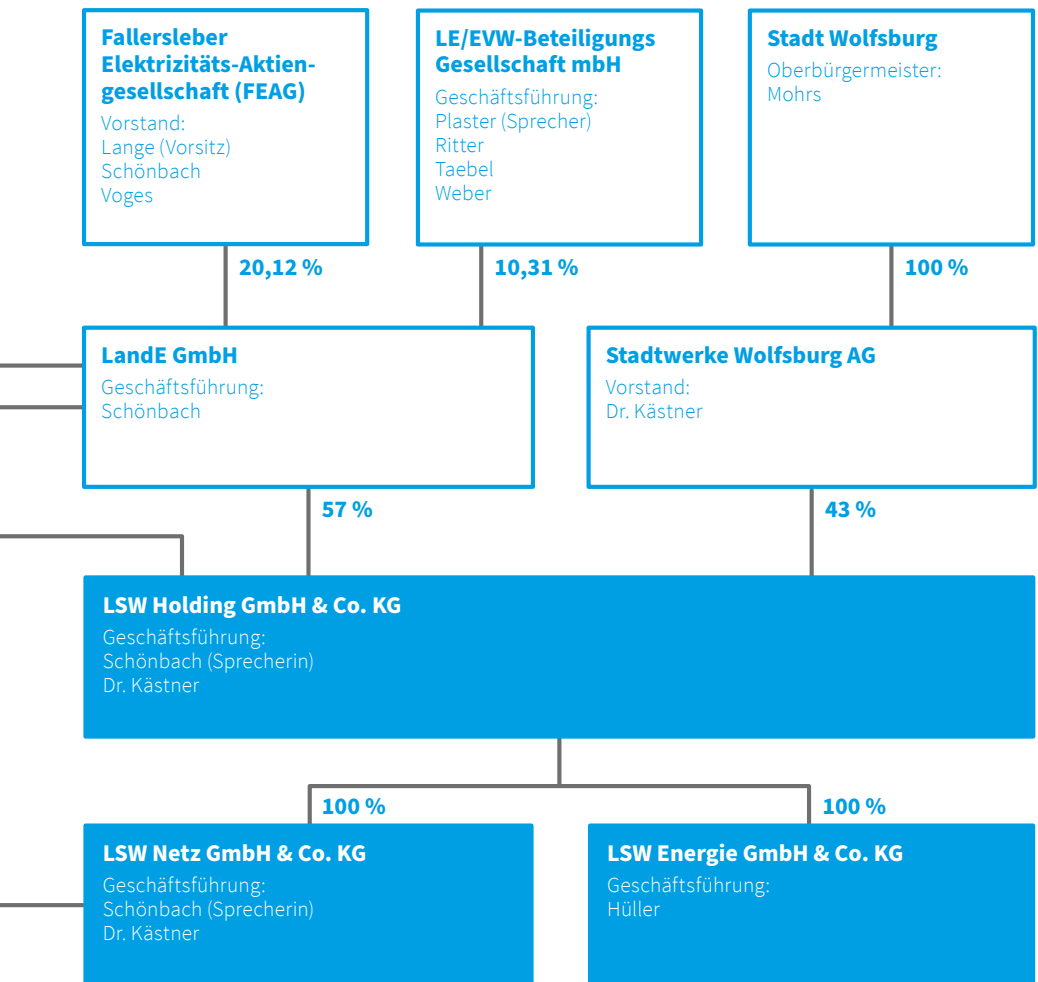 Fallersleber
Elektrizitäts-Aktien-
gesellschaft (FEAG)
Vorstand:
Lange (Vorsitz)
Schönbach
Voges
LE/EVW-Beteiligungs
Gesellschaft mbH
Geschäftsführung:
Plaster (Sprecher)
Ritter
Taebel
Weber
Stadt Wolfsburg
Oberbürgermeister:
Mohrs
20,12 %
10,31 %
100 %
LandE GmbH
Geschäftsführung:
Schönbach
Stadtwerke Wolfsburg AG
Vorstand:
Dr. Kästner
57 %
43 %
LSW Holding GmbH & Co. KG
Geschäftsführung:
Schönbach (Sprecherin)
Dr. Kästner
100 %
100 %
LSW Netz GmbH & Co. KG
Geschäftsführung:
Schönbach (Sprecherin)
Dr. Kästner
LSW Energie GmbH & Co. KG
Geschäftsführung:
Hüller